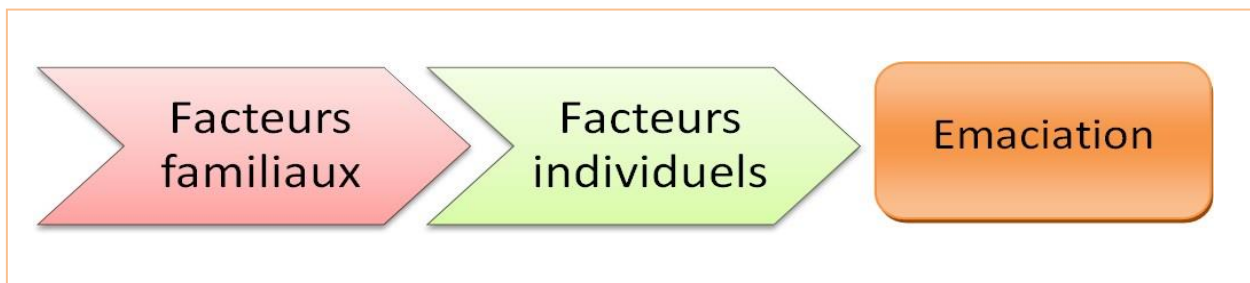 Facteurs
familiaux
Facteurs
individuels
Emaciation